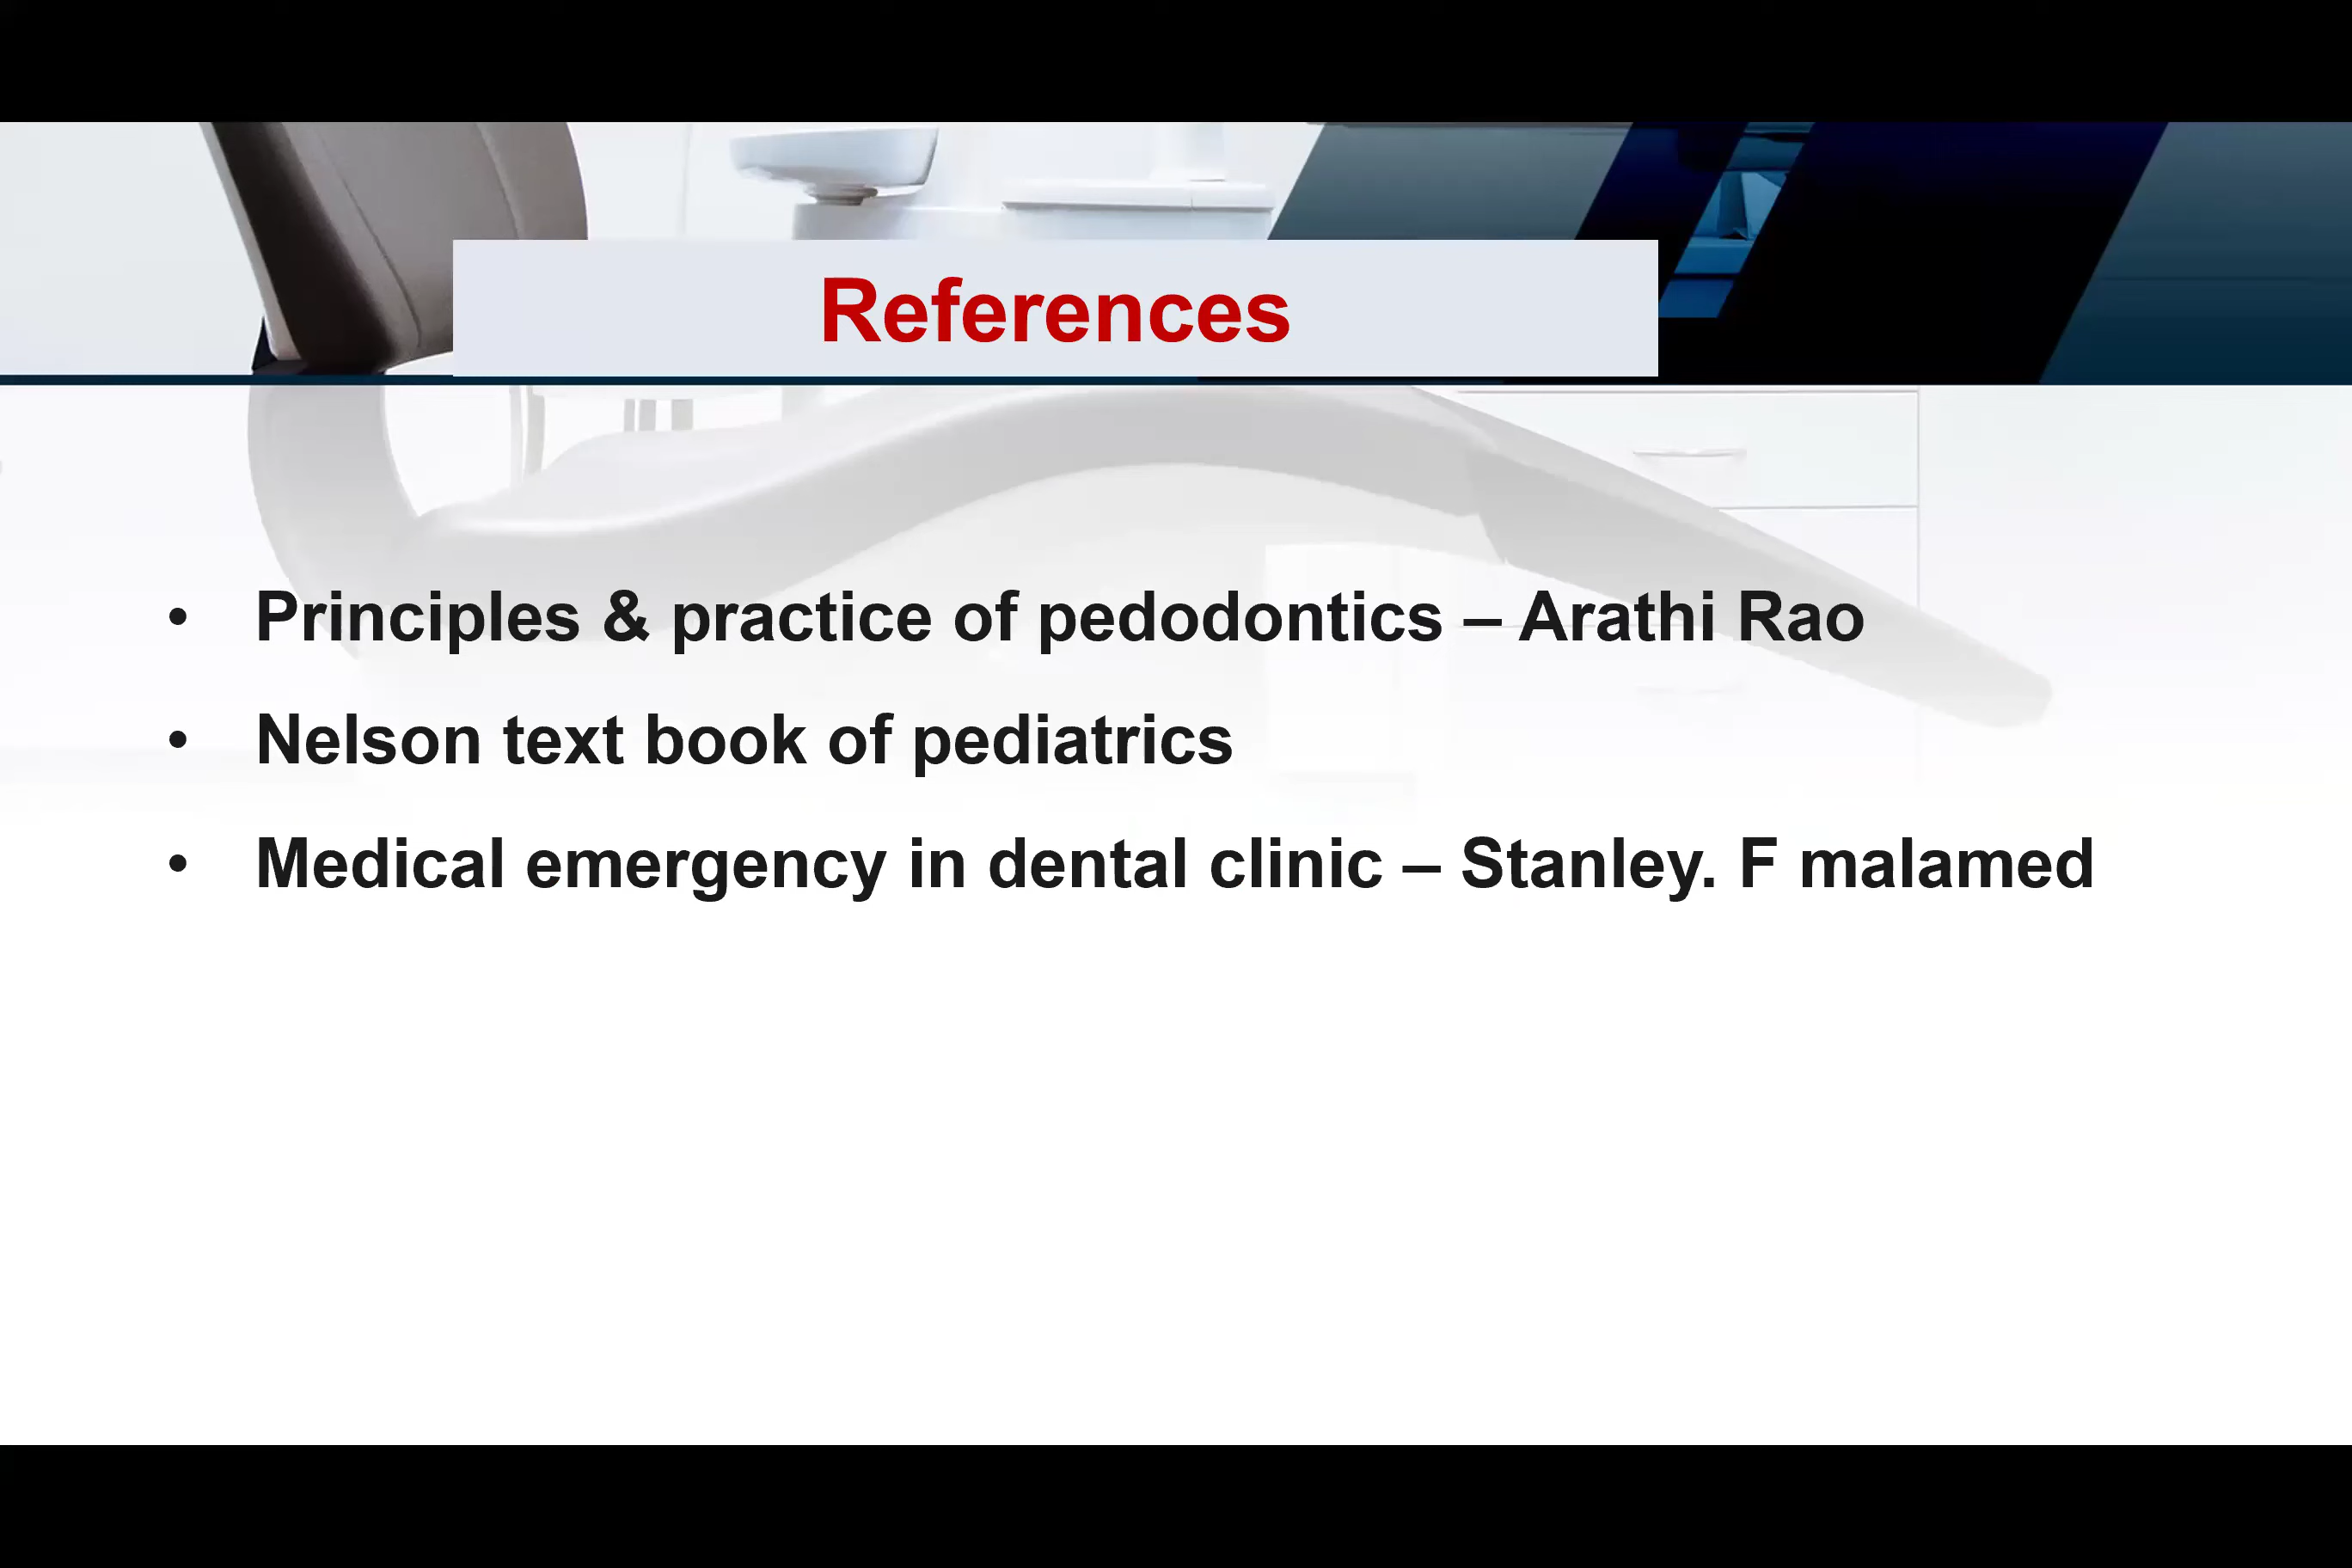 References
• Principles & practice of pedodontics – Arathi Rao
• Nelson text book of pediatrics
• Medical emergency in dental clinic – Stanley. F malamed